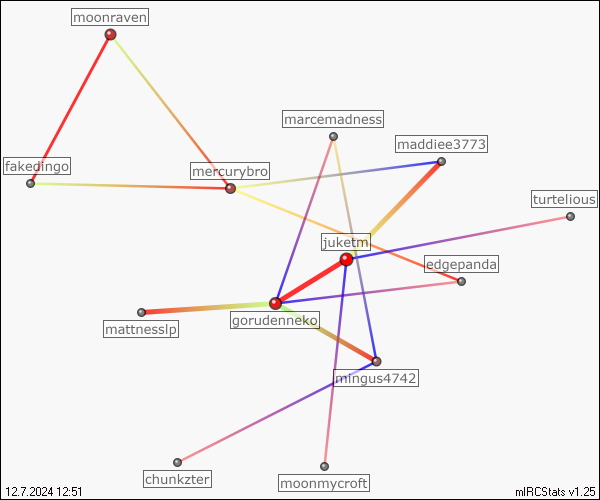 moonraven
marcemadness
maddiee3773
fakedingo
mercurybro
turtelious
juketm
edgepanda
gorudenneko
mattnesslp
mingus4742
chunkzter
moonmycroft
12.7.2024 12:51
mIRCStats v1.25